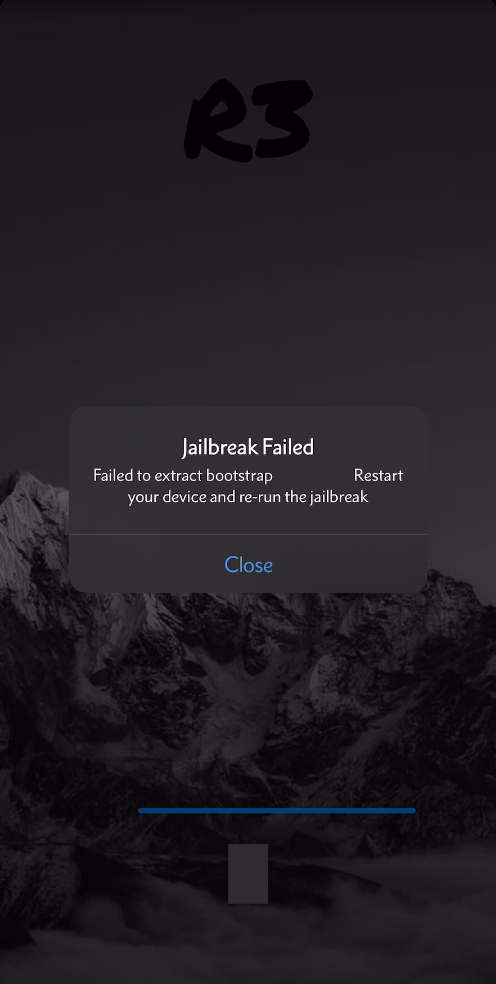 R3
Jailbreak Failed
Failed to extract bootstrap Restart
your device and re-run the jailbreak
Close